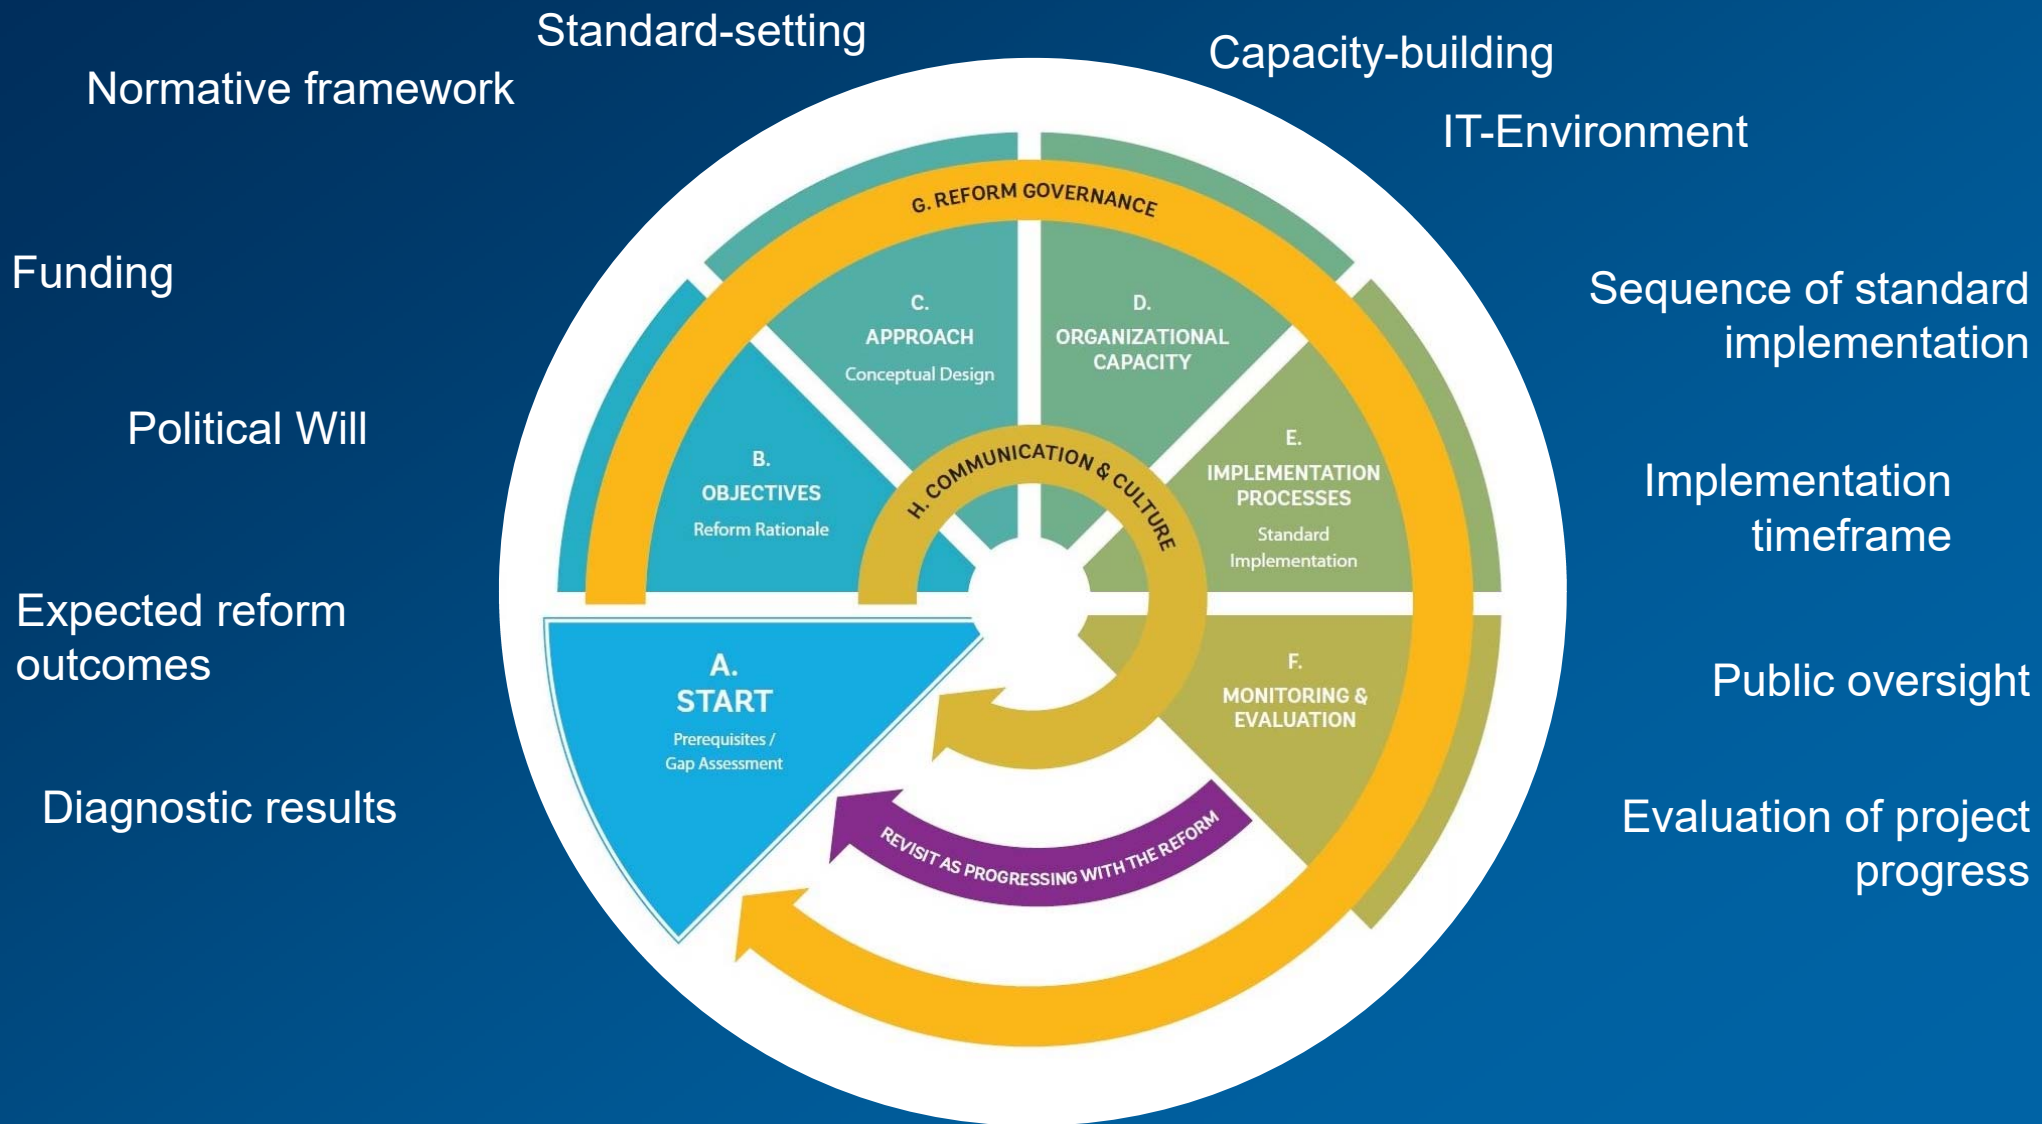 Standard-setting
Capacity-building
Normative framework
IT-Environment
Funding
Sequence of standard
implementation
Political Will
Implementation
timeframe
Expected reform
outcomes
Public oversight
Diagnostic results
Evaluation of project
progress
G. REFORM GOVERNANCE
H. COMMUNICATION & CULTURE
A.
START
Prerequisites /
Gap Assessment
B.
OBJECTIVES
Reform Rationale
C.
APPROACH
Conceptual Design
D.
ORGANIZATIONAL
CAPACITY
E.
IMPLEMENTATION
PROCESSES
Standard
Implementation
F.
MONITORING &
EVALUATION
REVISIT AS PROGRESSING WITH THE REFORM